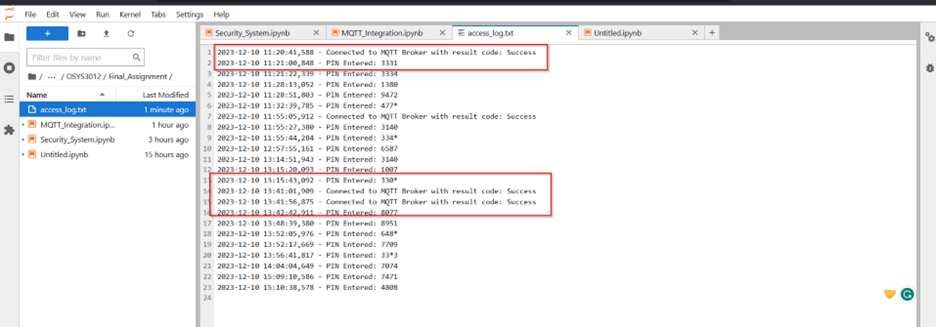 File Edit View Run Kernel Tabs Settings Help
Security_System.ipynb
MQTT_Integration.ipynb
access_log.txt
Untitled.ipynb
Filter files by name
/ ··· / OSYS3012 / Final_Assignment /
Name Last Modified
access_log.txt 1 minute ago
MQTT_Integration.ip... 1 hour ago
Security_System.ipynb 3 hours ago
Untitled.ipynb 15 hours ago
1 2023-12-10 11:20:41,588 - Connected to MQTT Broker with result code: Success
2 2023-12-10 11:21:00,848 - PIN Entered: 3331
3 2023-12-10 11:21:22,339 - PIN Entered: 3334
4 2023-12-10 11:28:13,052 - PIN Entered: 1380
5 2023-12-10 11:28:51,803 - PIN Entered: 9472
6 2023-12-10 11:32:39,785 - PIN Entered: 477*
7 2023-12-10 11:55:05,912 - Connected to MQTT Broker with result code: Success
8 2023-12-10 11:55:27,380 - PIN Entered: 3140
9 2023-12-10 11:55:44,284 - PIN Entered: 334*
10 2023-12-10 12:57:55,161 - PIN Entered: 6587
11 2023-12-10 13:14:51,943 - PIN Entered: 3140
12 2023-12-10 13:15:20,093 - PIN Entered: 1007
13 2023-12-10 13:15:43,092 - PIN Entered: 330*
14 2023-12-10 13:41:01,909 - Connected to MQTT Broker with result code: Success
15 2023-12-10 13:41:56,875 - Connected to MQTT Broker with result code: Success
16 2023-12-10 13:42:42,911 - PIN Entered: 8077
17 2023-12-10 13:48:39,380 - PIN Entered: 8951
18 2023-12-10 13:52:05,976 - PIN Entered: 648*
19 2023-12-10 13:52:17,669 - PIN Entered: 7709
20 2023-12-10 13:56:41,817 - PIN Entered: 33*3
21 2023-12-10 14:04:04,649 - PIN Entered: 7074
22 2023-12-10 15:09:10,586 - PIN Entered: 7471
23 2023-12-10 15:10:38,578 - PIN Entered: 4808
24